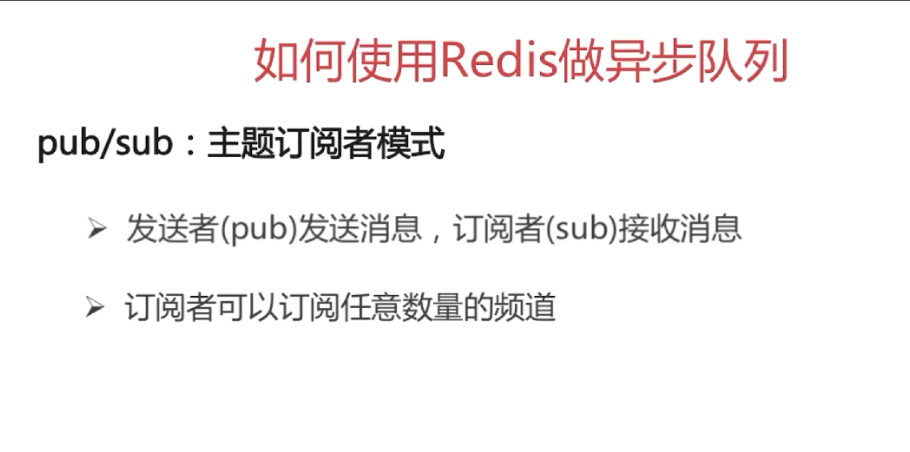 如何使用Redis做异步队列
pub/sub：主题订阅者模式
➢ 发送者(pub)发送消息，订阅者(sub)接收消息
➢ 订阅者可以订阅任意数量的频道